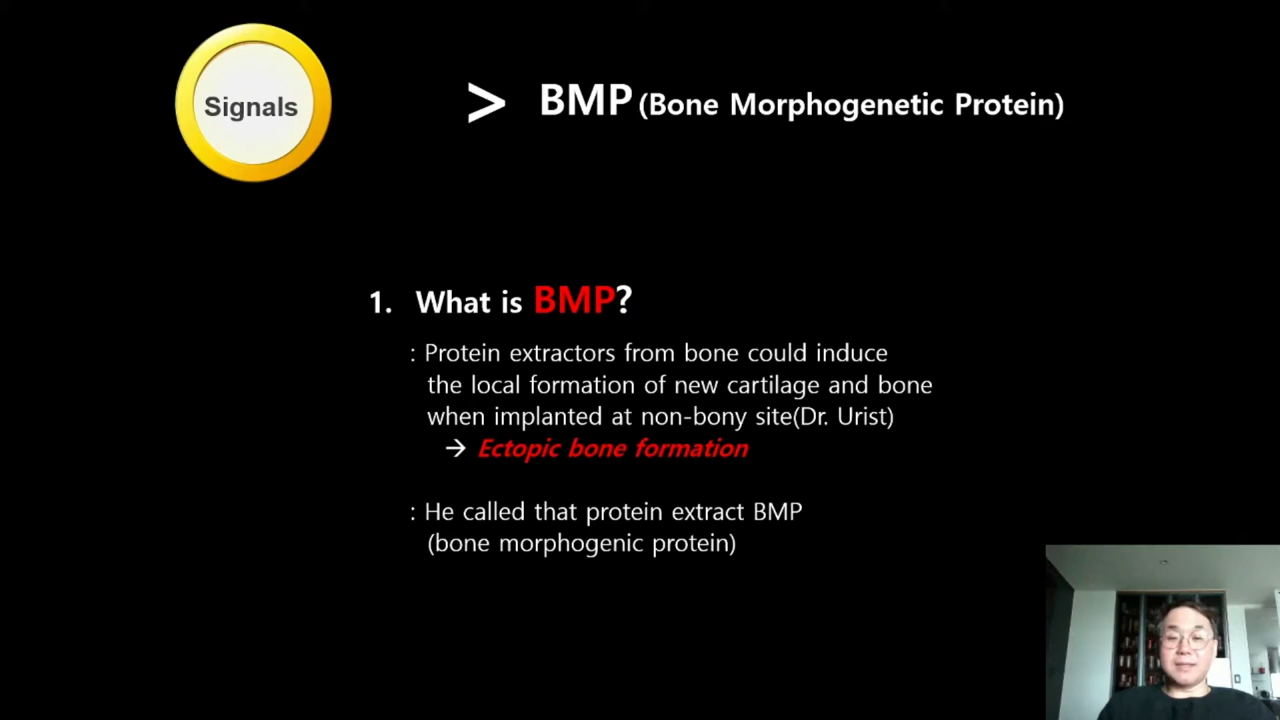 Signals
> BMP (Bone Morphogenetic Protein)
1. What is BMP?
: Protein extractors from bone could induce
the local formation of new cartilage and bone
when implanted at non-bony site(Dr. Urist)
→ Ectopic bone formation
: He called that protein extract BMP
(bone morphogenic protein)